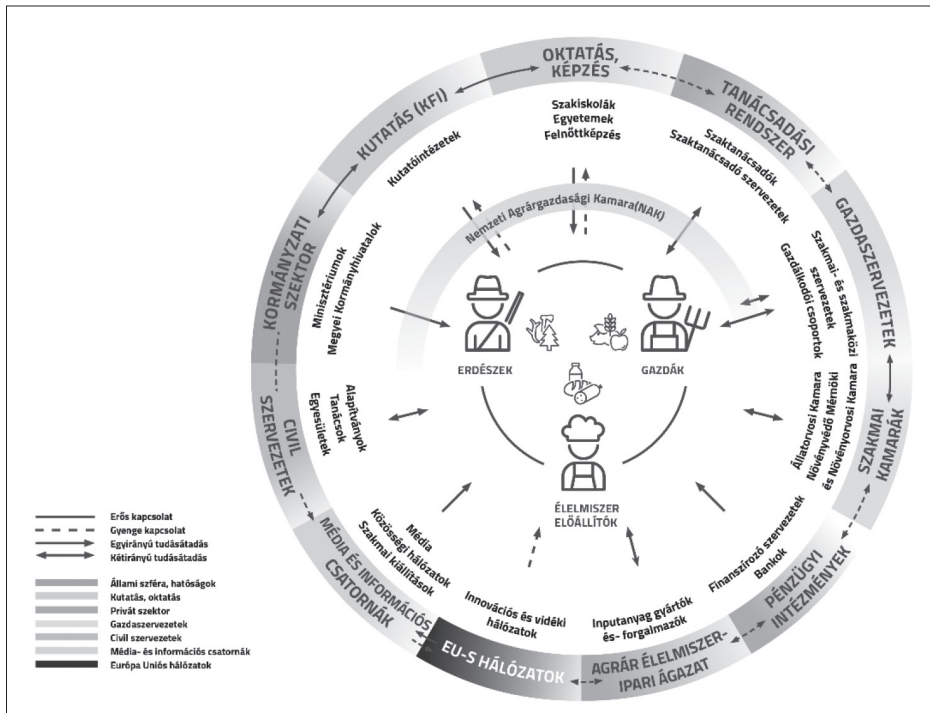 OKTATÁS,
KÉPZÉS
TANÁCSADÁSI
RENDSZER
GAZDASZERVEZETEK
SZAKMAI
KAMARÁK
PÉNZÜGYI
INTÉZMÉNYEK
AGRÁR ÉLELMISZER-
IPARI ÁGAZAT
EU-S HÁLÓZATOK
MÉDIA ÉS INFORMÁCIÓS
CSATORNÁK
CIVIL
SZERVEZETEK
KORMÁNYZATI
SZEKTOR
KUTATÁS (KFI)
Szakiskolák
Egyetemek
Felnőttképzés
Szaktanácsadók
Szaktanácsadó szervezetek
Szakmai- és szakmaközi
szervezetek
Gazdálkodói csoportok
Állatorvosi Kamara
Növényvédő Mérnöki
és Növényorvosi Kamara
Finanszírozó szervezetek
Bankok
Inputanyag gyártók
és- forgalmazók
Innovációs és vidéki
hálózatok
Média
Közösségi hálózatok
Szakmai kiállítások
Alapítványok
Tanácsok
Egyesületek
Minisztériumok
Megyei Kormányhivatalok
Kutatóintézetek
Nemzeti Agrárgazdasági Kamara(NAK)
ERDÉSZEK
GAZDÁK
ÉLELMISZER
ELŐÁLLÍTÓK
Erős kapcsolat
Gyenge kapcsolat
Egyirányú tudásátadás
Kétirányú tudásátadás
Állami szféra, hatóságok
Kutatás, oktatás
Privát szektor
Gazdaszervezetek
Civil szervezetek
Média- és információs csatornák
Európa Uniós hálózatok